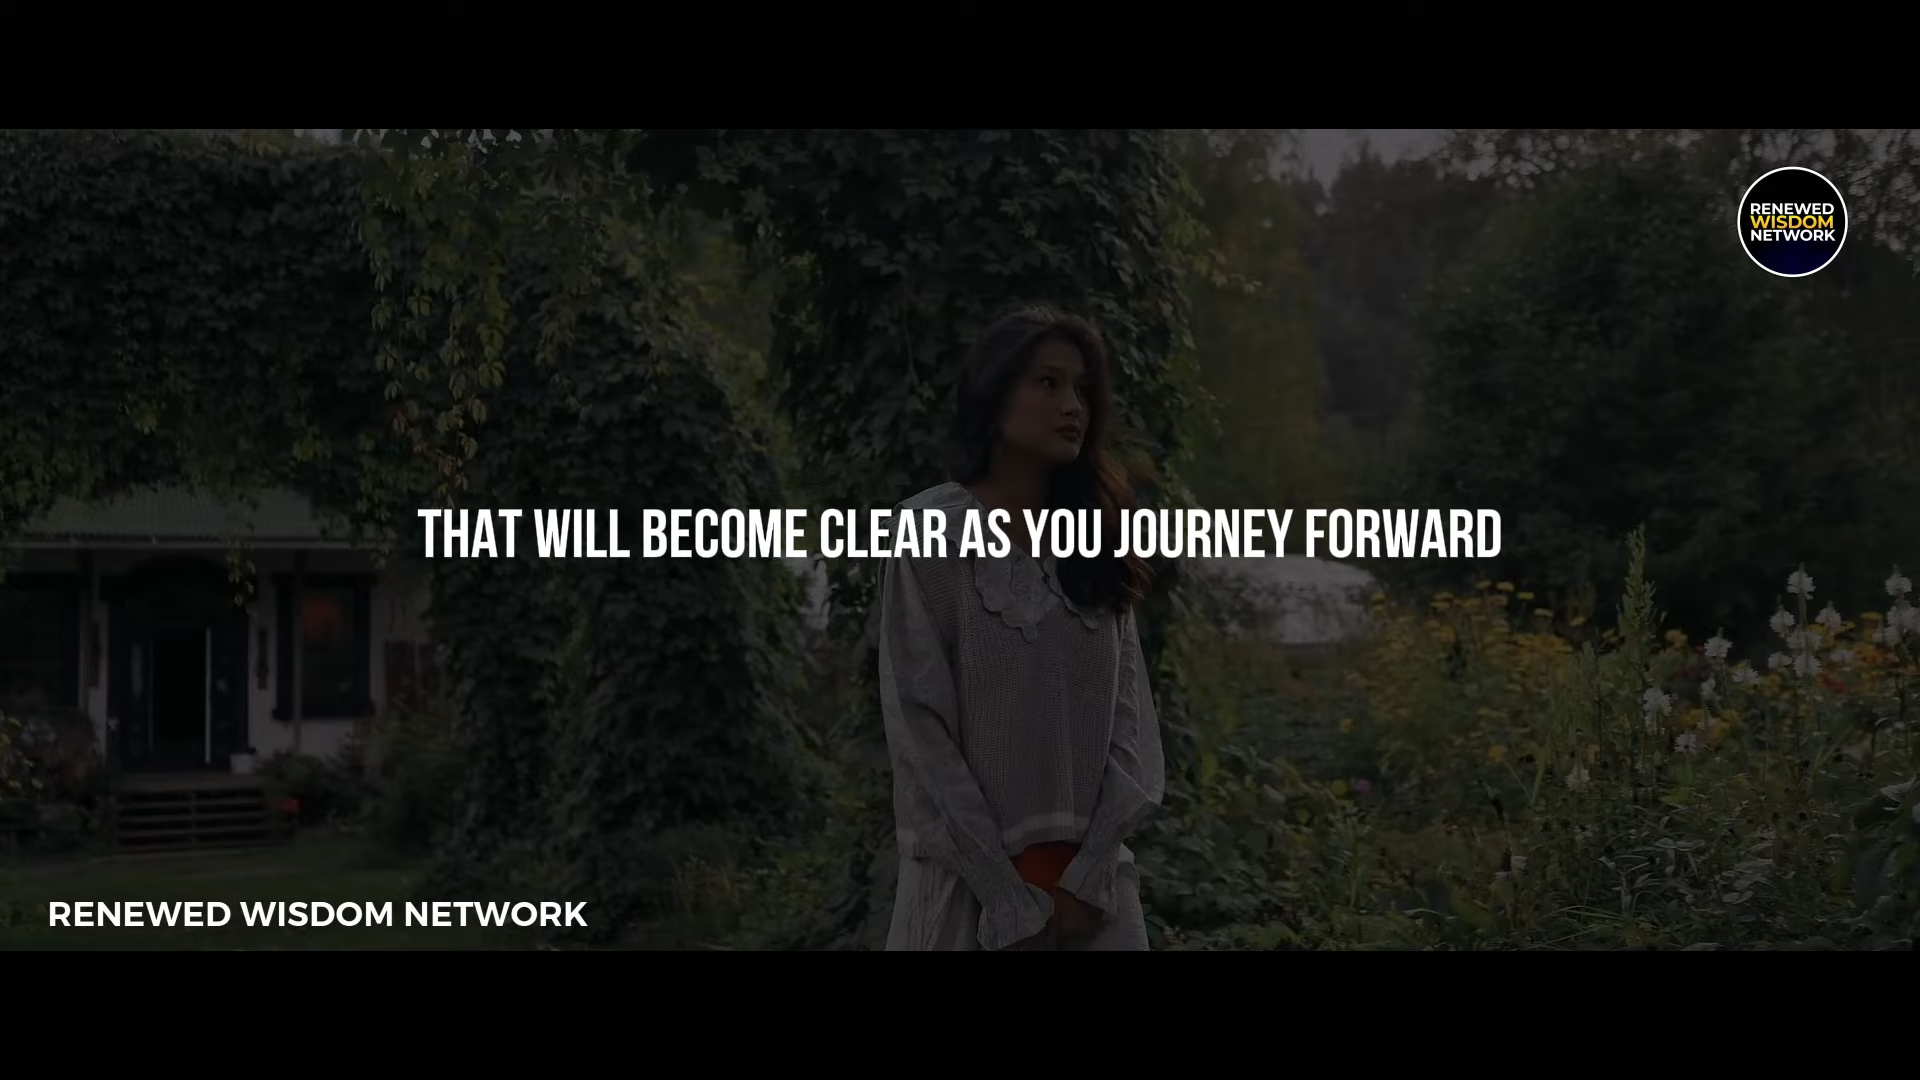 RENEWED
WISDOM
NETWORK
THAT WILL BECOME CLEAR AS YOU JOURNEY FORWARD
RENEWED WISDOM NETWORK